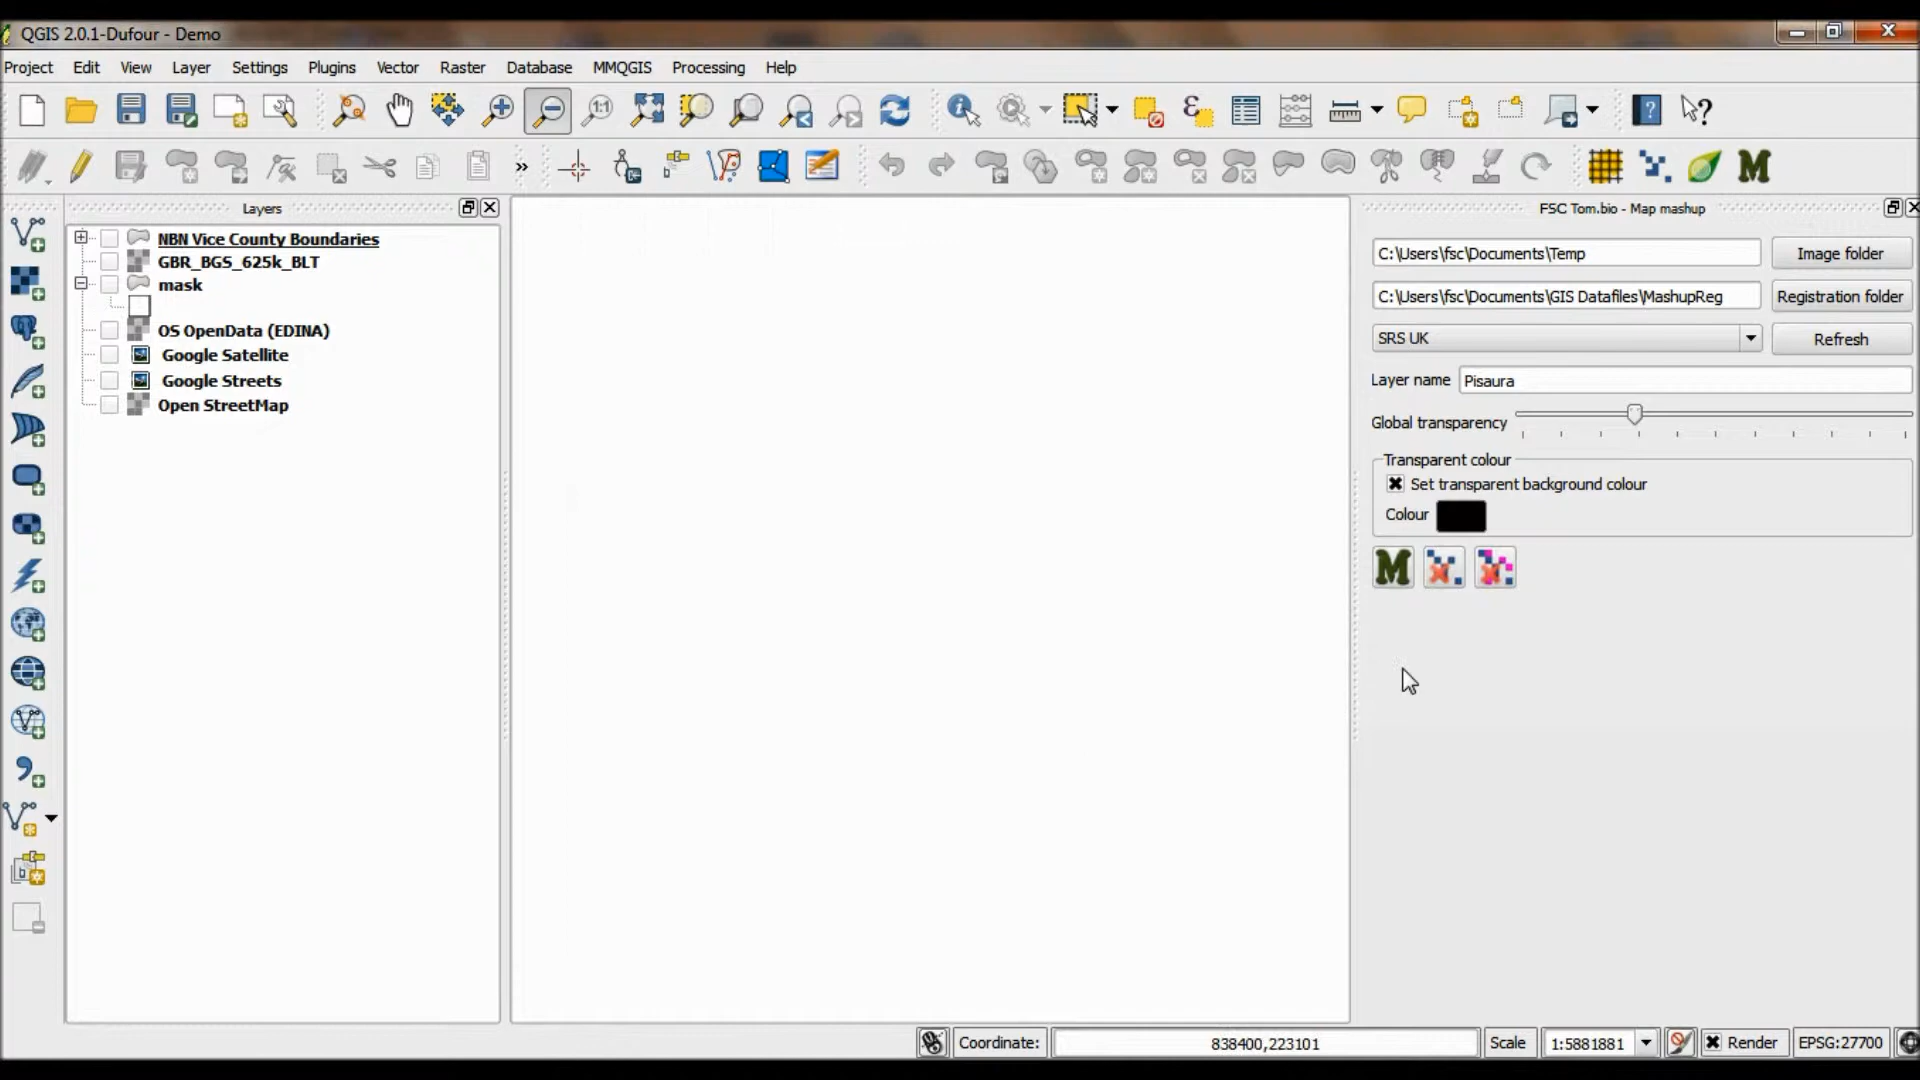 QGIS 2.0.1-Dufour - Demo
Project Edit View Layer Settings Plugins Vector Raster Database MMQGIS Processing Help
Layers
NBN Vice County Boundaries
GBR_BGS_625k_BLT
mask
OS OpenData (EDINA)
Google Satellite
Google Streets
Open StreetMap
FSC Tom.bio - Map mashup
C:\Users\fsc\Documents\Temp Image folder
C:\Users\fsc\Documents\GIS Datafiles\MashupReg Registration folder
SRS UK Refresh
Layer name Pisaura
Global transparency
Transparent colour
Set transparent background colour
Colour
M
Coordinate: 838400,223101 Scale 1:5881881 Render EPSG:27700